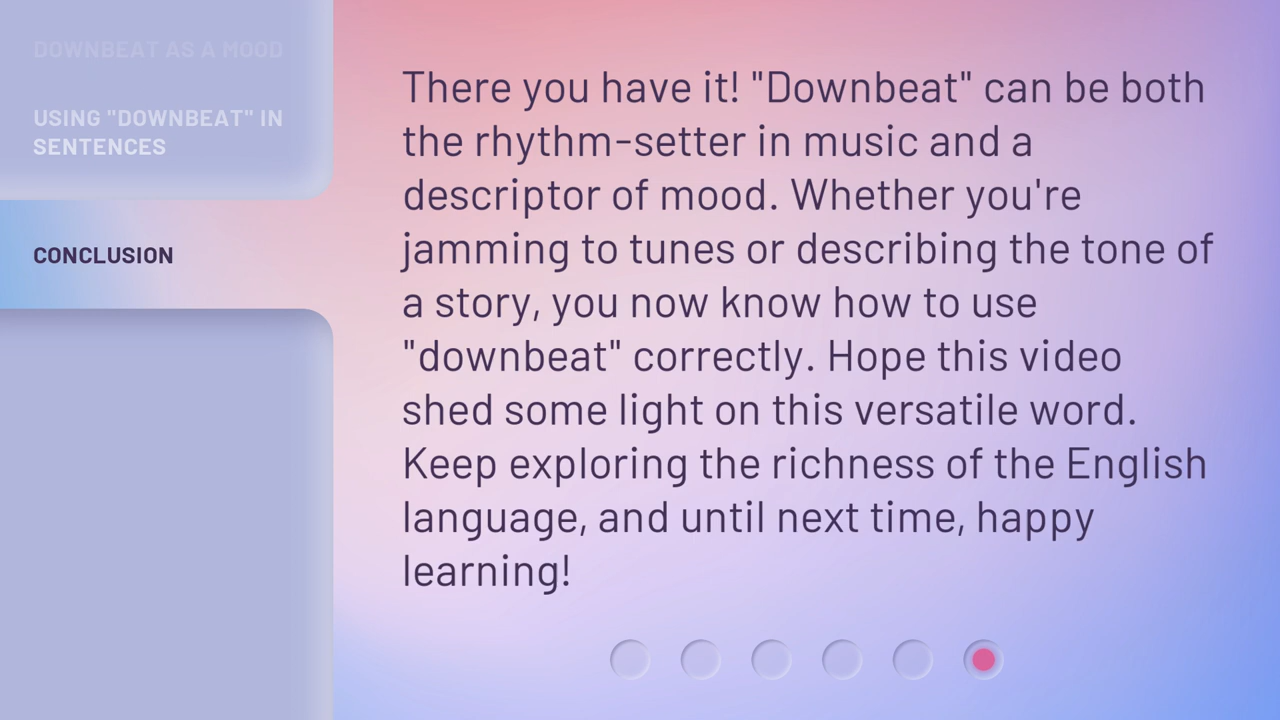 DOWNBEAT AS A MOOD
USING "DOWNBEAT" IN
SENTENCES
CONCLUSION
There you have it! "Downbeat" can be both
the rhythm-setter in music and a
descriptor of mood. Whether you're
jamming to tunes or describing the tone of
a story, you now know how to use
"downbeat" correctly. Hope this video
shed some light on this versatile word.
Keep exploring the richness of the English
language, and until next time, happy
learning!